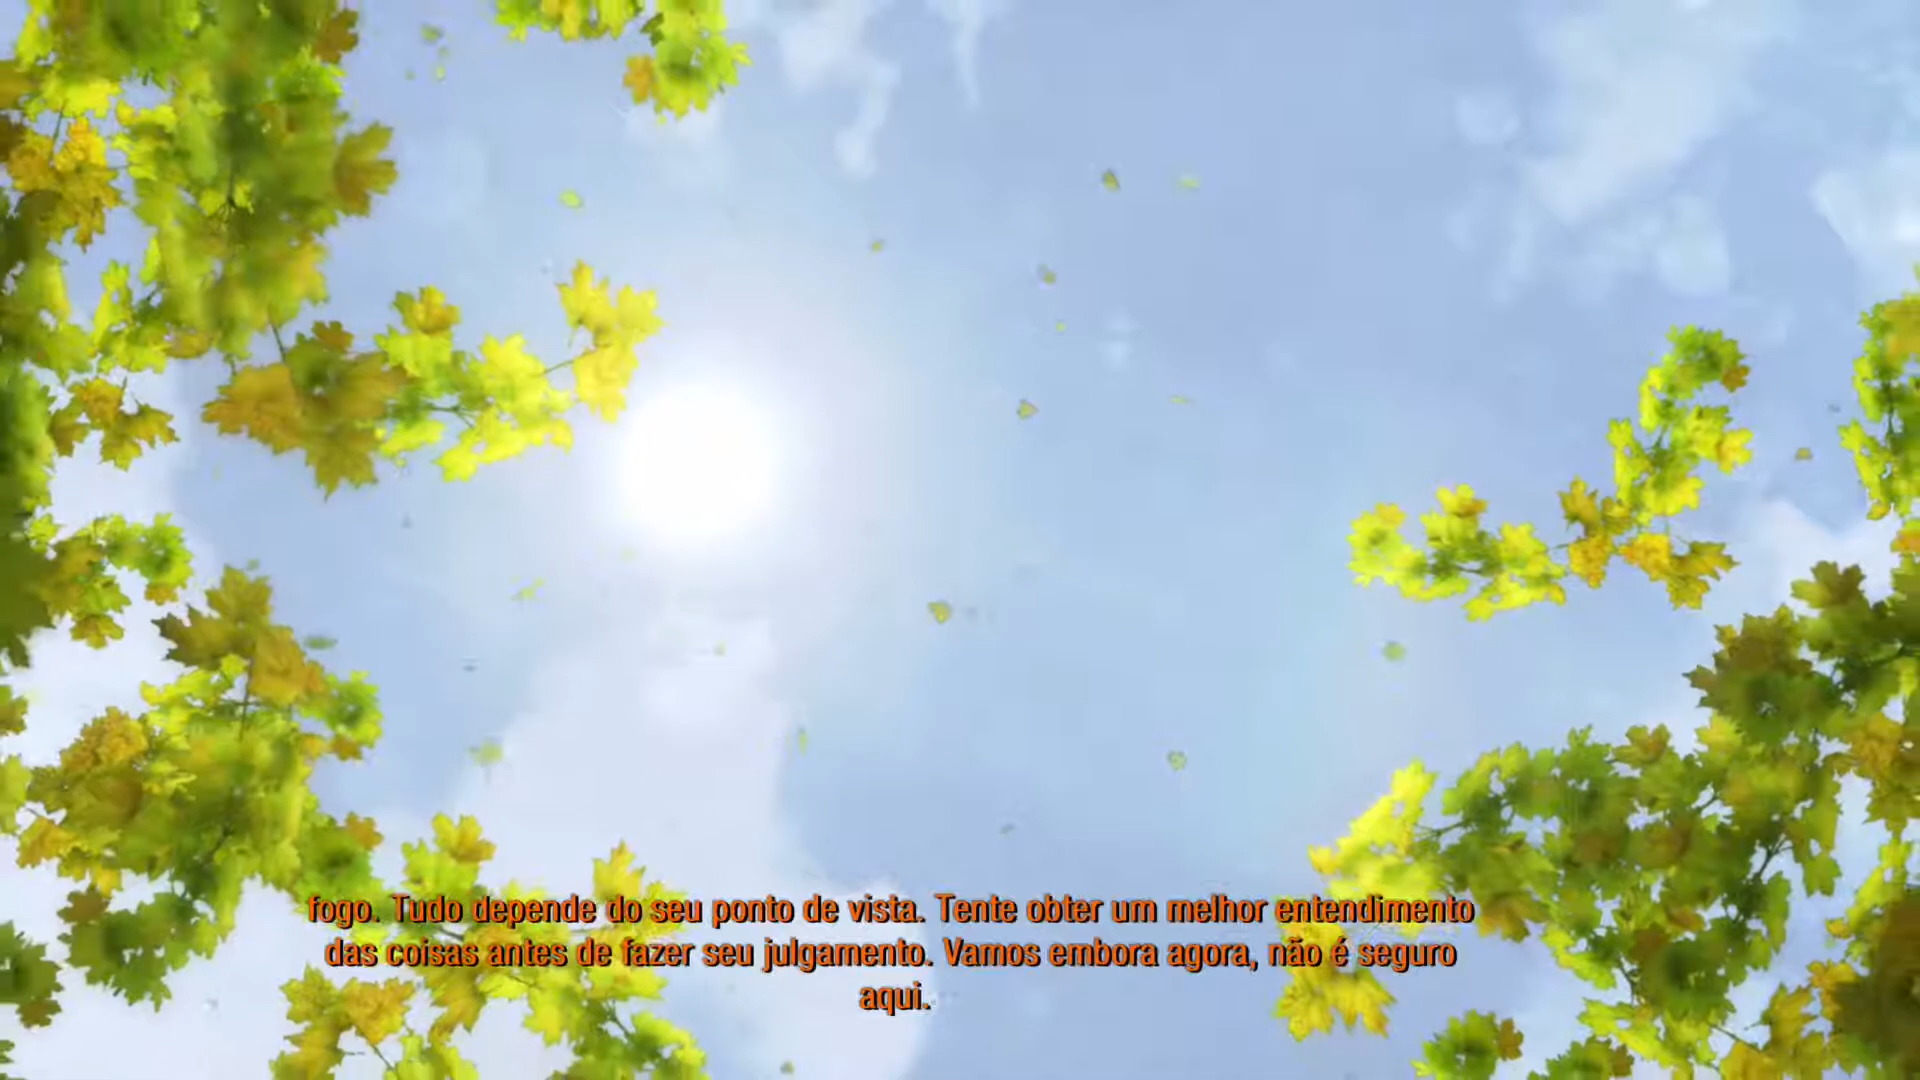 fogo. Tudo depende do seu ponto de vista. Tente obter um melhor entendimento
das coisas antes de fazer seu julgamento. Vamos embora agora, não é seguro
aqui.